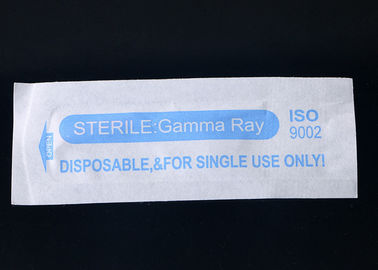 OPEN
STERILE:Gamma Ray
ISO
9002
DISPOSABLE,&FOR SINGLE USE ONLY!